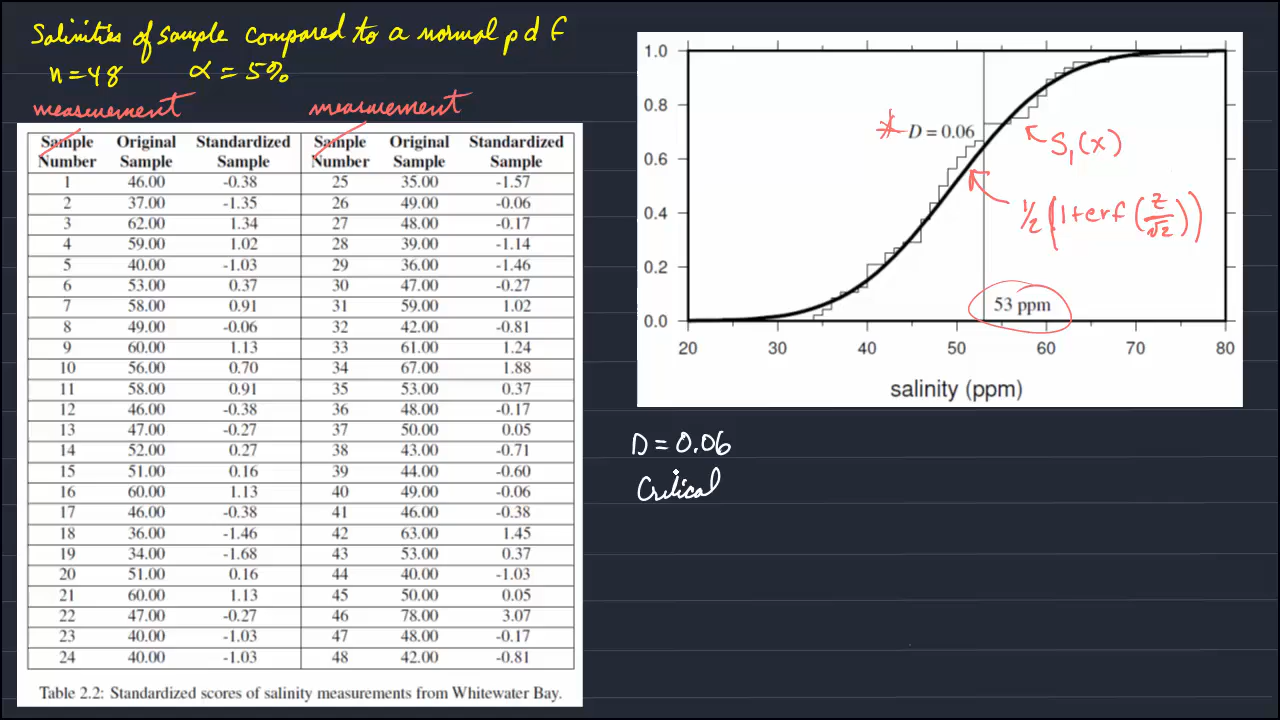 Salinities of sample compared to a normal pdf
n=48 α=5%
measurement measurement
Sample Number Original Sample Standardized Sample Sample Number Original Sample Standardized Sample
1 46.00 -0.38 25 35.00 -1.57
2 37.00 -1.35 26 49.00 -0.06
3 62.00 1.34 27 48.00 -0.17
4 59.00 1.02 28 39.00 -1.14
5 40.00 -1.03 29 36.00 -1.46
6 53.00 0.37 30 47.00 -0.27
7 58.00 0.91 31 59.00 1.02
8 49.00 -0.06 32 42.00 -0.81
9 60.00 1.13 33 61.00 1.24
10 56.00 0.70 34 67.00 1.88
11 58.00 0.91 35 53.00 0.37
12 46.00 -0.38 36 48.00 -0.17
13 47.00 -0.27 37 50.00 0.05
14 52.00 0.27 38 43.00 -0.71
15 51.00 0.16 39 44.00 -0.60
16 60.00 1.13 40 49.00 -0.06
17 46.00 -0.38 41 46.00 -0.38
18 36.00 -1.46 42 63.00 1.45
19 34.00 -1.68 43 53.00 0.37
20 51.00 0.16 44 40.00 -1.03
21 60.00 1.13 45 50.00 0.05
22 47.00 -0.27 46 78.00 3.07
23 40.00 -1.03 47 48.00 -0.17
24 40.00 -1.03 48 42.00 -0.81
Table 2.2: Standardized scores of salinity measurements from Whitewater Bay.
1.0
0.8
D = 0.06
S₁(x)
0.6
0.4
½(1+erf(z/√2))
0.2
53 ppm
0.0
20 30 40 50 60 70 80
salinity (ppm)
D = 0.06
Critical